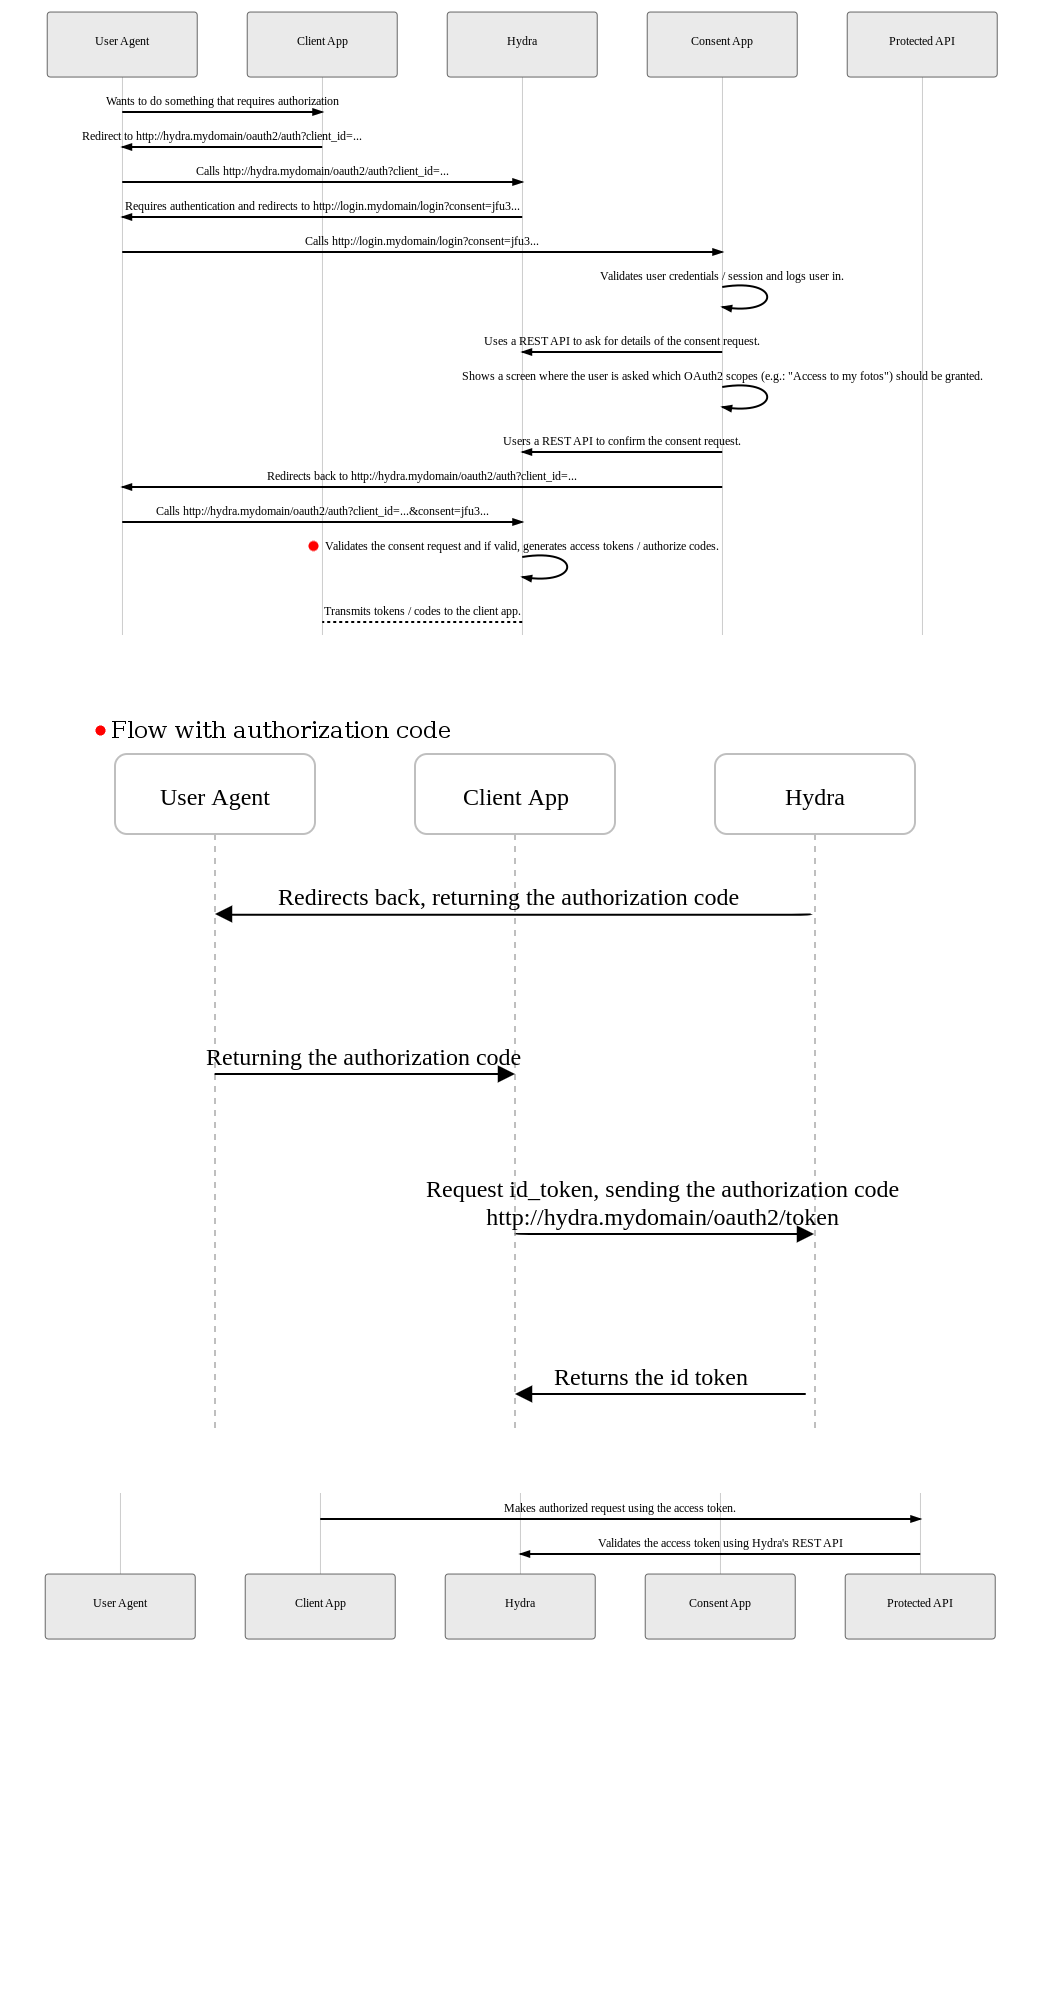 User Agent
Client App
Hydra
Consent App
Protected API
Wants to do something that requires authorization
Redirect to http://hydra.mydomain/oauth2/auth?client_id=...
Calls http://hydra.mydomain/oauth2/auth?client_id=...
Requires authentication and redirects to http://login.mydomain/login?consent=jfu3...
Calls http://login.mydomain/login?consent=jfu3...
Validates user credentials / session and logs user in.
Uses a REST API to ask for details of the consent request.
Shows a screen where the user is asked which OAuth2 scopes (e.g.: "Access to my fotos") should be granted.
Users a REST API to confirm the consent request.
Redirects back to http://hydra.mydomain/oauth2/auth?client_id=...
Calls http://hydra.mydomain/oauth2/auth?client_id=...&consent=jfu3...
Validates the consent request and if valid, generates access tokens / authorize codes.
Transmits tokens / codes to the client app.
Flow with authorization code
User Agent
Client App
Hydra
Redirects back, returning the authorization code
Returning the authorization code
Request id_token, sending the authorization code
http://hydra.mydomain/oauth2/token
Returns the id token
Makes authorized request using the access token.
Validates the access token using Hydra's REST API
User Agent
Client App
Hydra
Consent App
Protected API